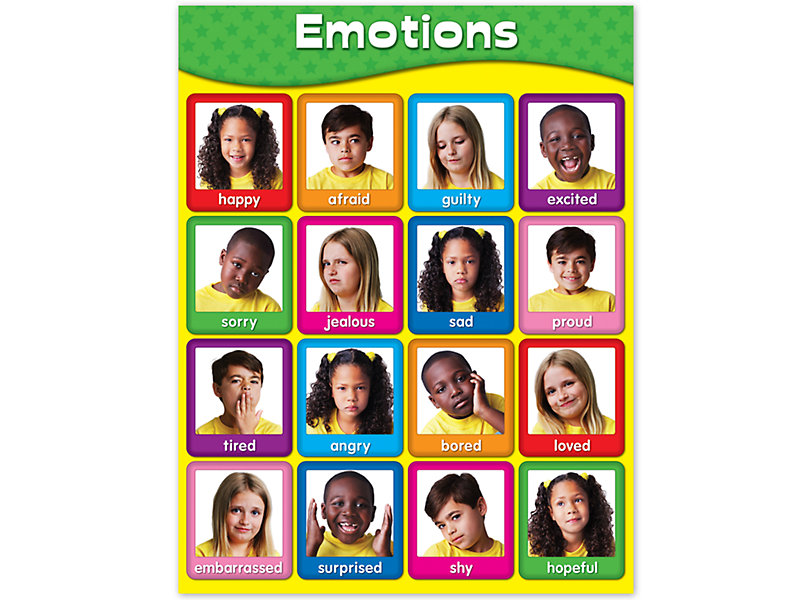 Emotions
happy afraid guilty excited
sorry jealous sad proud
tired angry bored loved
embarrassed surprised shy hopeful